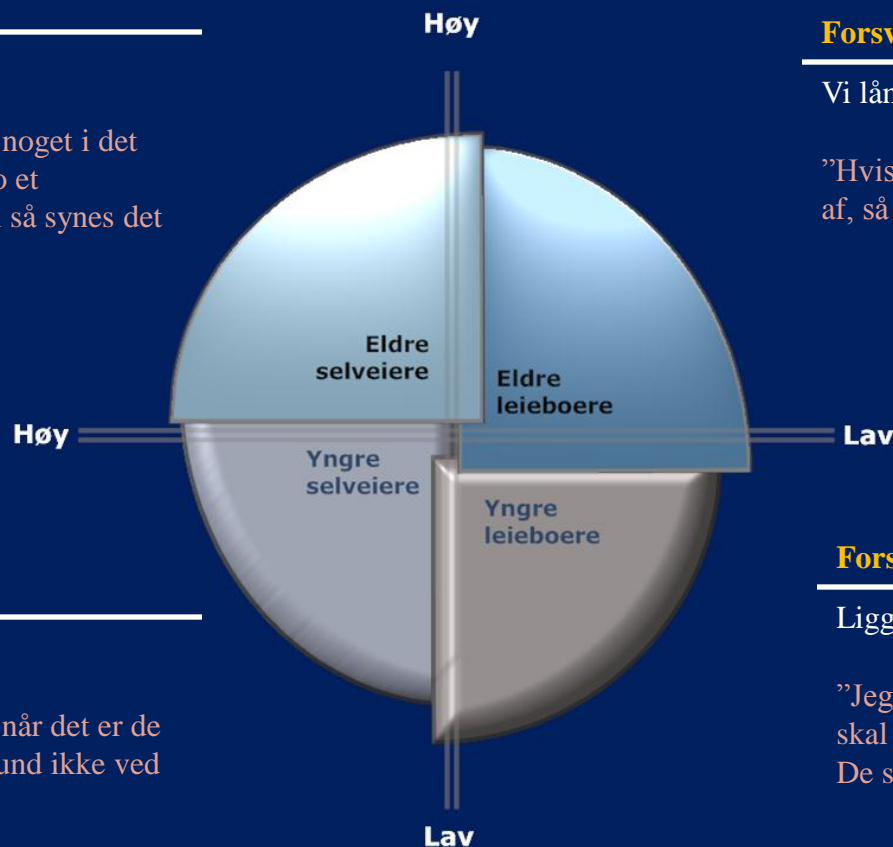 Høy
noget i det
et
så synes det
Forsv
Vi lån
”Hvis
af, så
Eldre
selveiere
Eldre
leieboere
Høy
Lav
Yngre
selveiere
Yngre
leieboere
når det er de
und ikke ved
Fors
Ligg
”Jeg
skal
De s
Lav